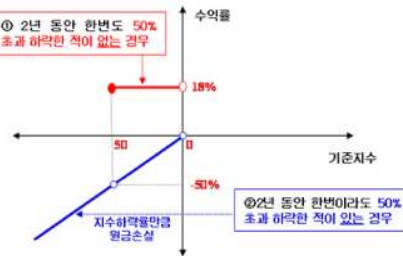 ① 2년 동안 한번도 50%
초과 하락한 적이 없는 경우
수익률
18%
50
0
기준지수
-50%
지수하락률만큼
원금손실
②2년 동안 한번이라도 50%
초과 하락한 적이 있는 경우